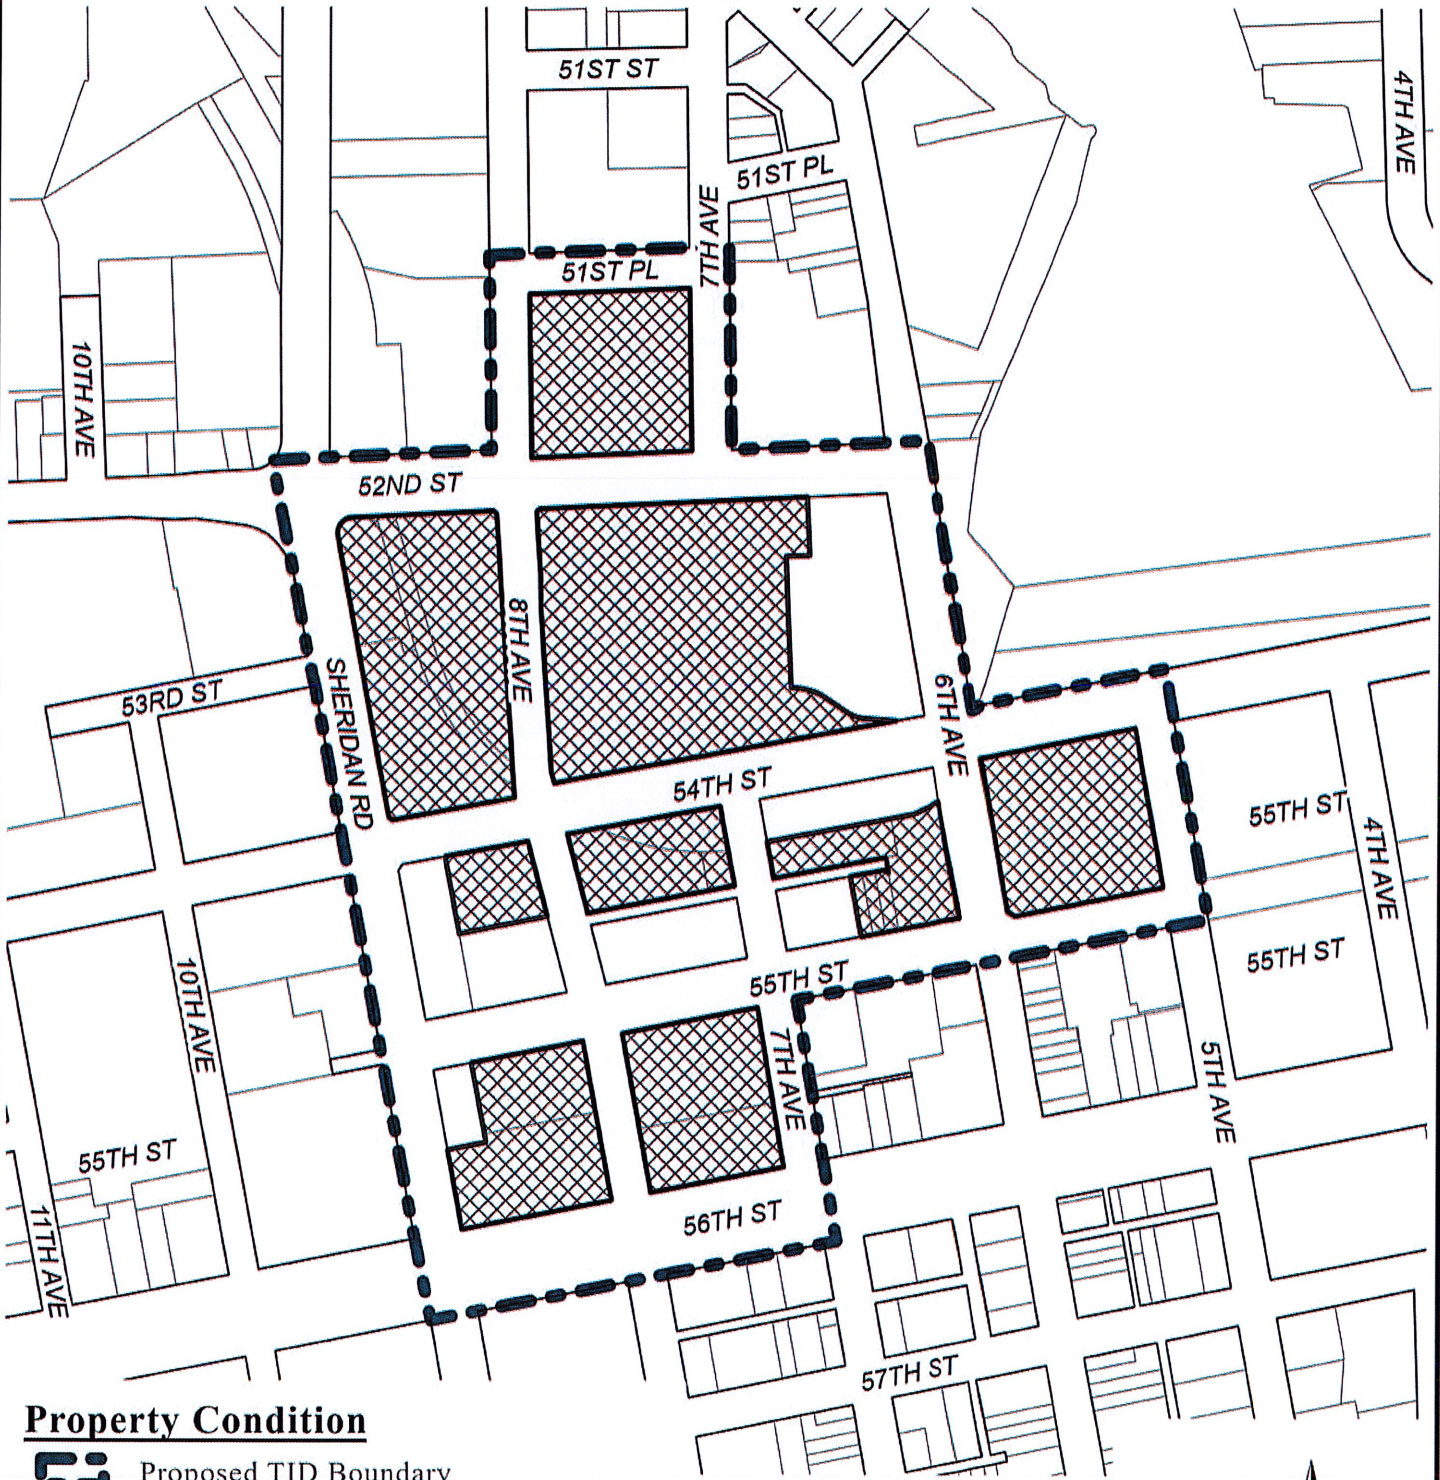 51ST ST
4TH AVE
51ST PL
7TH AVE
51ST PL
10TH AVE
52ND ST
8TH AVE
53RD ST
SHERIDAN RD
6TH AVE
54TH ST
55TH ST
4TH AVE
55TH ST
55TH ST
10TH AVE
7TH AVE
5TH AVE
55TH ST
11TH AVE
56TH ST
57TH ST
Property Condition
Proposed TID Boundary